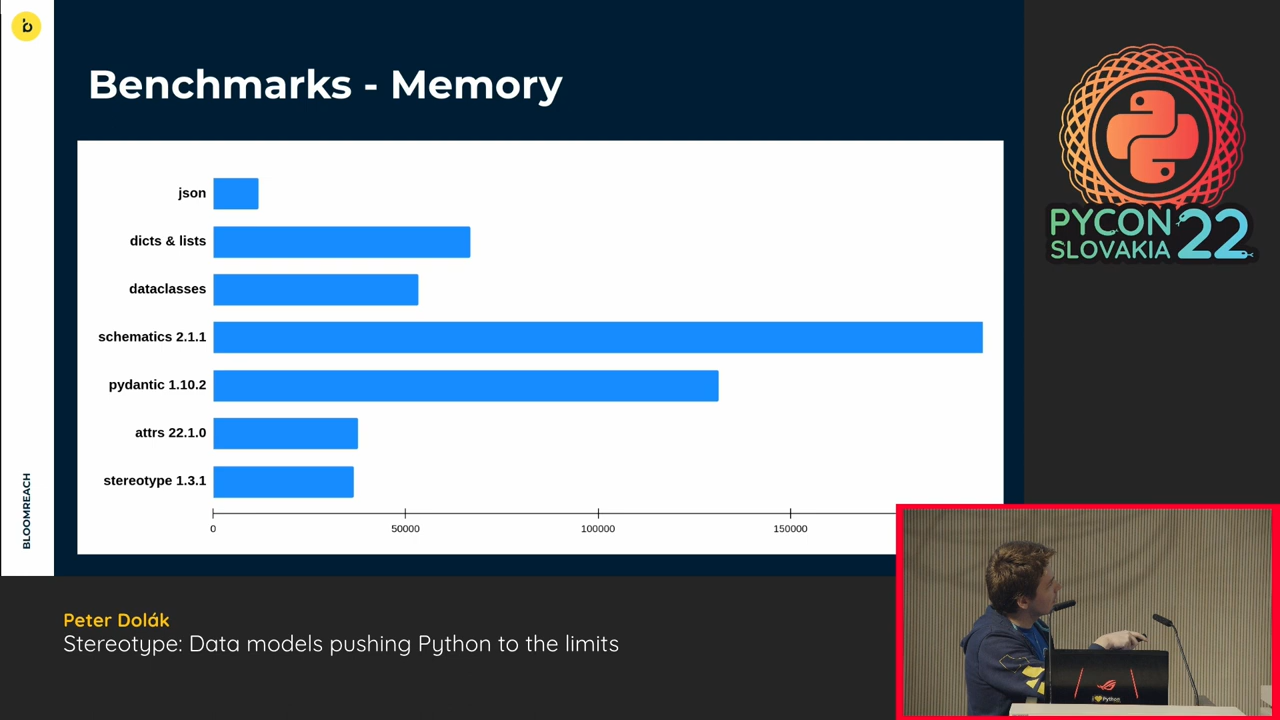 Benchmarks - Memory
json
dicts & lists
dataclasses
schematics 2.1.1
pydantic 1.10.2
attrs 22.1.0
stereotype 1.3.1
0 50000 100000 150000
BLOOMREACH
PYCON
SLOVAKIA
22
Peter Dolák
Stereotype: Data models pushing Python to the limits
Python